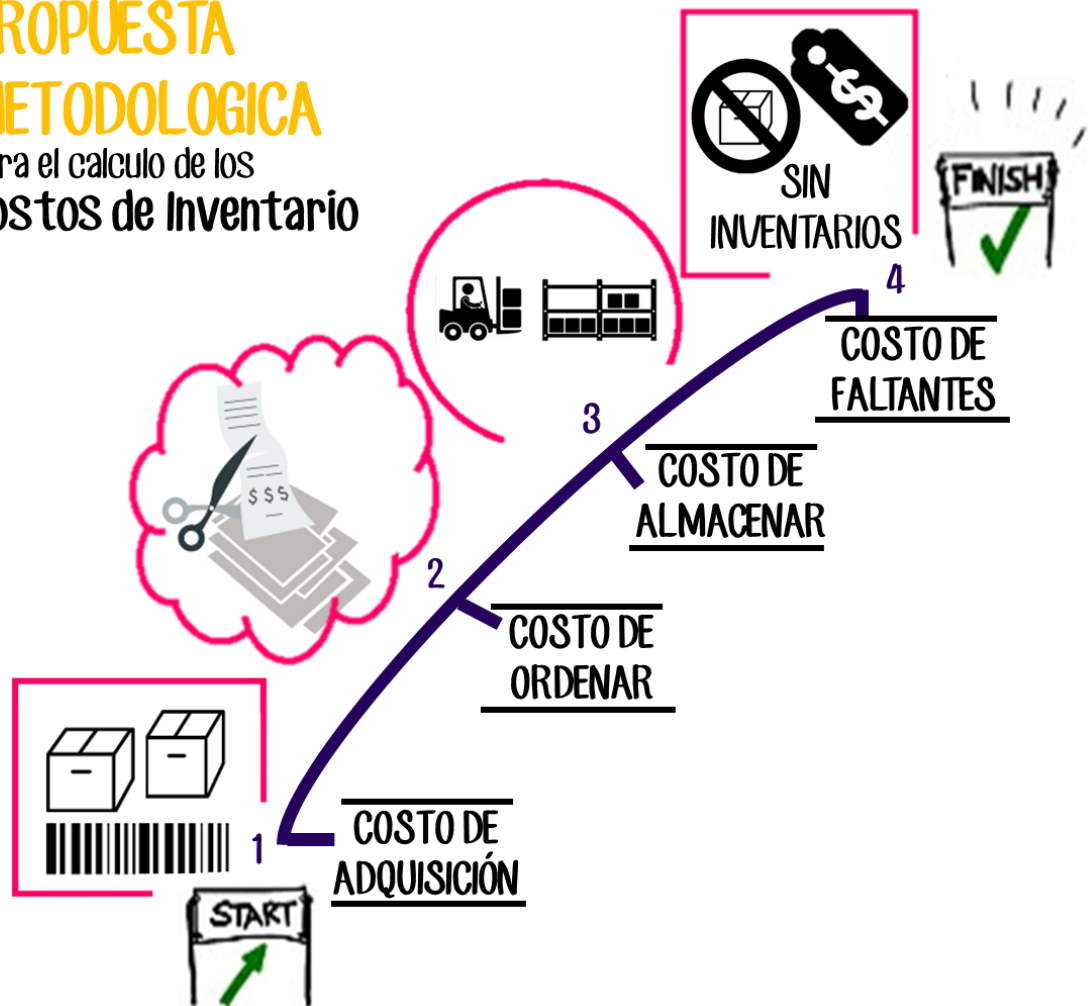 ROPUESTA
ETODOLOGICA
ra el calculo de los
ostos de Inventario
SIN
INVENTARIOS
FINISH
4
COSTO DE
FALTANTES
3
COSTO DE
ALMACENAR
$ $ $
2
COSTO DE
ORDENAR
1
COSTO DE
ADQUISICIÓN
START